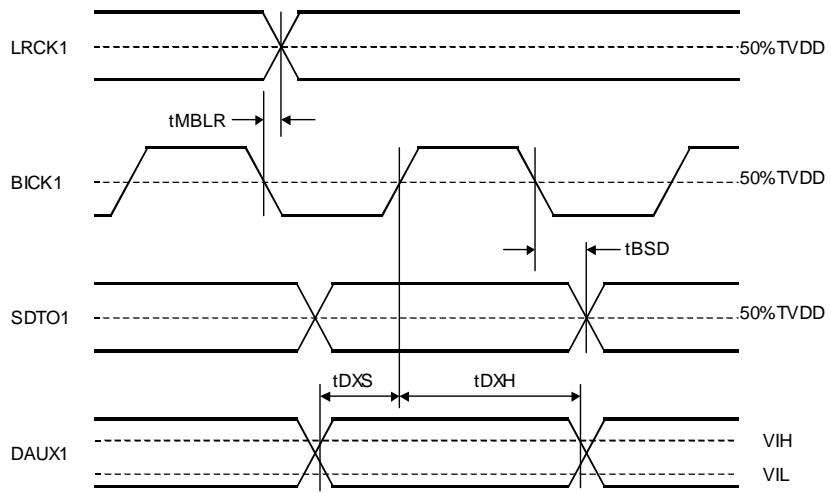 LRCK1
50%TVDD
tMBLR
BICK1
50%TVDD
tBSD
SDTO1
50%TVDD
tDXS
tDXH
DAUX1
VIH
VIL